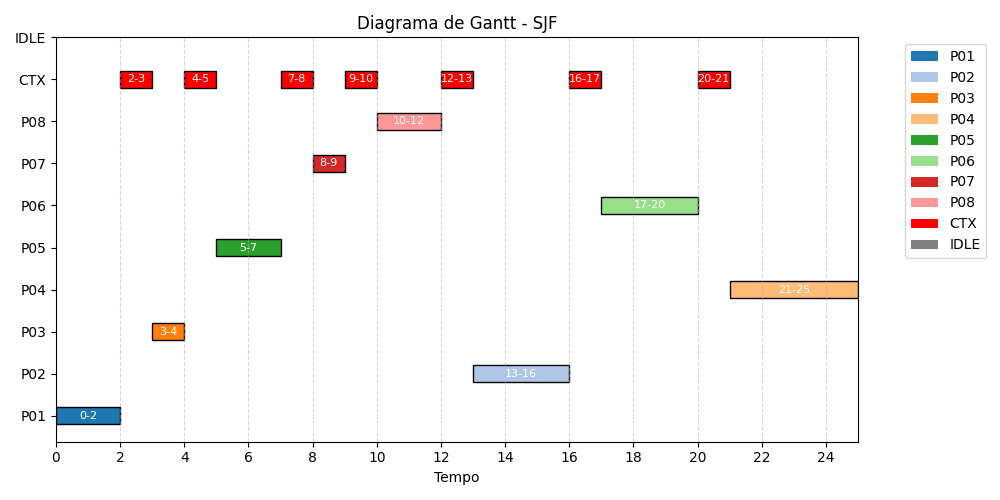 Diagrama de Gantt - SJF
IDLE
CTX
P08
P07
P06
P05
P04
P03
P02
P01
2-3
4-5
7-8
9-10
12-13
16-17
20-21
10-12
8-9
17-20
5-7
21-25
3-4
13-16
0-2
0 2 4 6 8 10 12 14 16 18 20 22 24
Tempo
P01
P02
P03
P04
P05
P06
P07
P08
CTX
IDLE